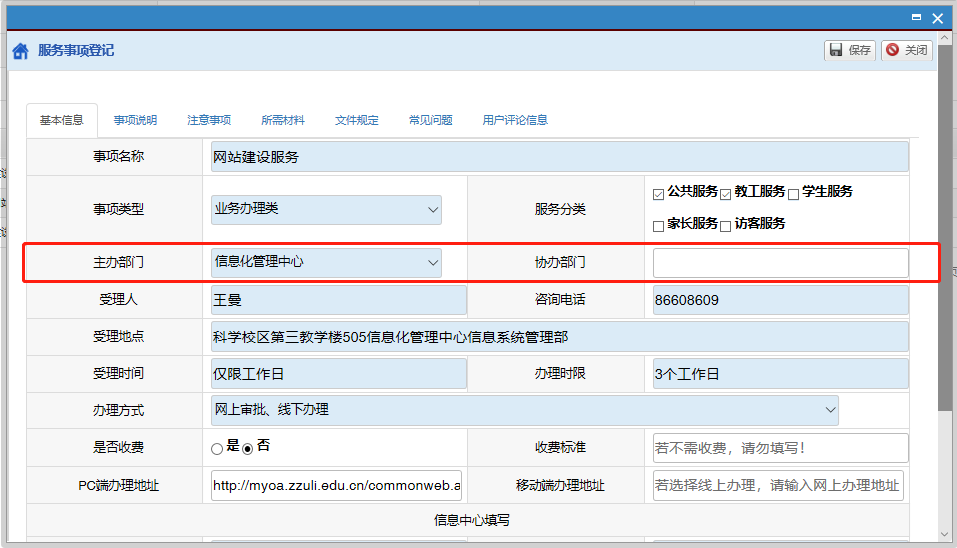 服务事项登记 保存 关闭
基本信息 事项说明 注意事项 所需材料 文件规定 常见问题 用户评论信息
事项名称 网站建设服务
事项类型 业务办理类 服务分类 公共服务 教工服务 学生服务
家长服务 访客服务
主办部门 信息化管理中心 协办部门
受理人 王曼 咨询电话 86608609
受理地点 科学校区第三教学楼505信息化管理中心信息系统管理部
受理时间 仅限工作日 办理时限 3个工作日
办理方式 网上审批、线下办理
是否收费 是 否 收费标准 若不需收费，请勿填写！
PC端办理地址 http://myoa.zzuli.edu.cn/commonweb.a 移动端办理地址 若选择线上办理，请输入网上办理地址
信息中心填写